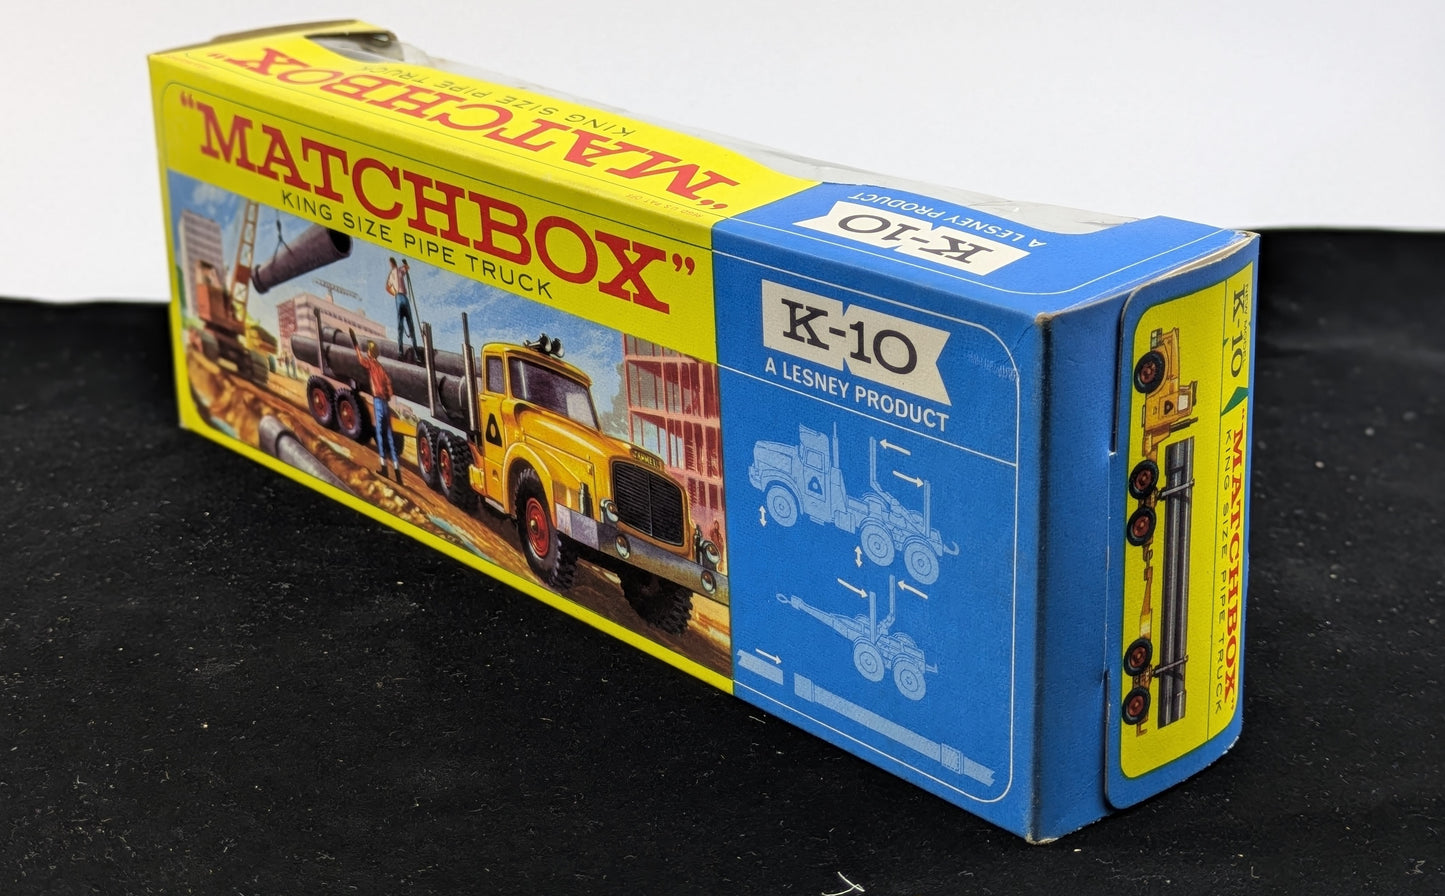 "MATCHBOX"
KING SIZE PIPE TRUCK
"MATCHBOX"
KING SIZE PIPE TRUCK
K-10
A LESNEY PRODUCT
K-10
A LESNEY PRODUCT
K-10
"MATCHBOX"
KING SIZE PIPE TRUCK